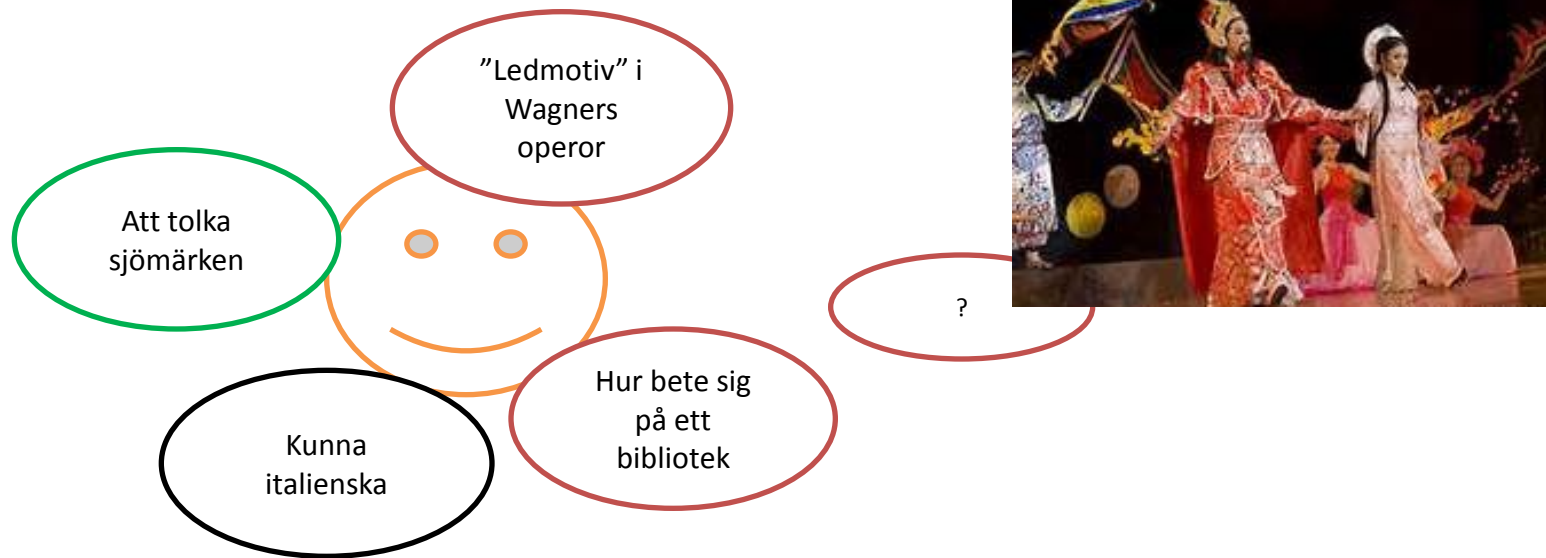 ”Ledmotiv” i
Wagners
operor
Att tolka
sjömärken
?
Hur bete sig
på ett
bibliotek
Kunna
italienska